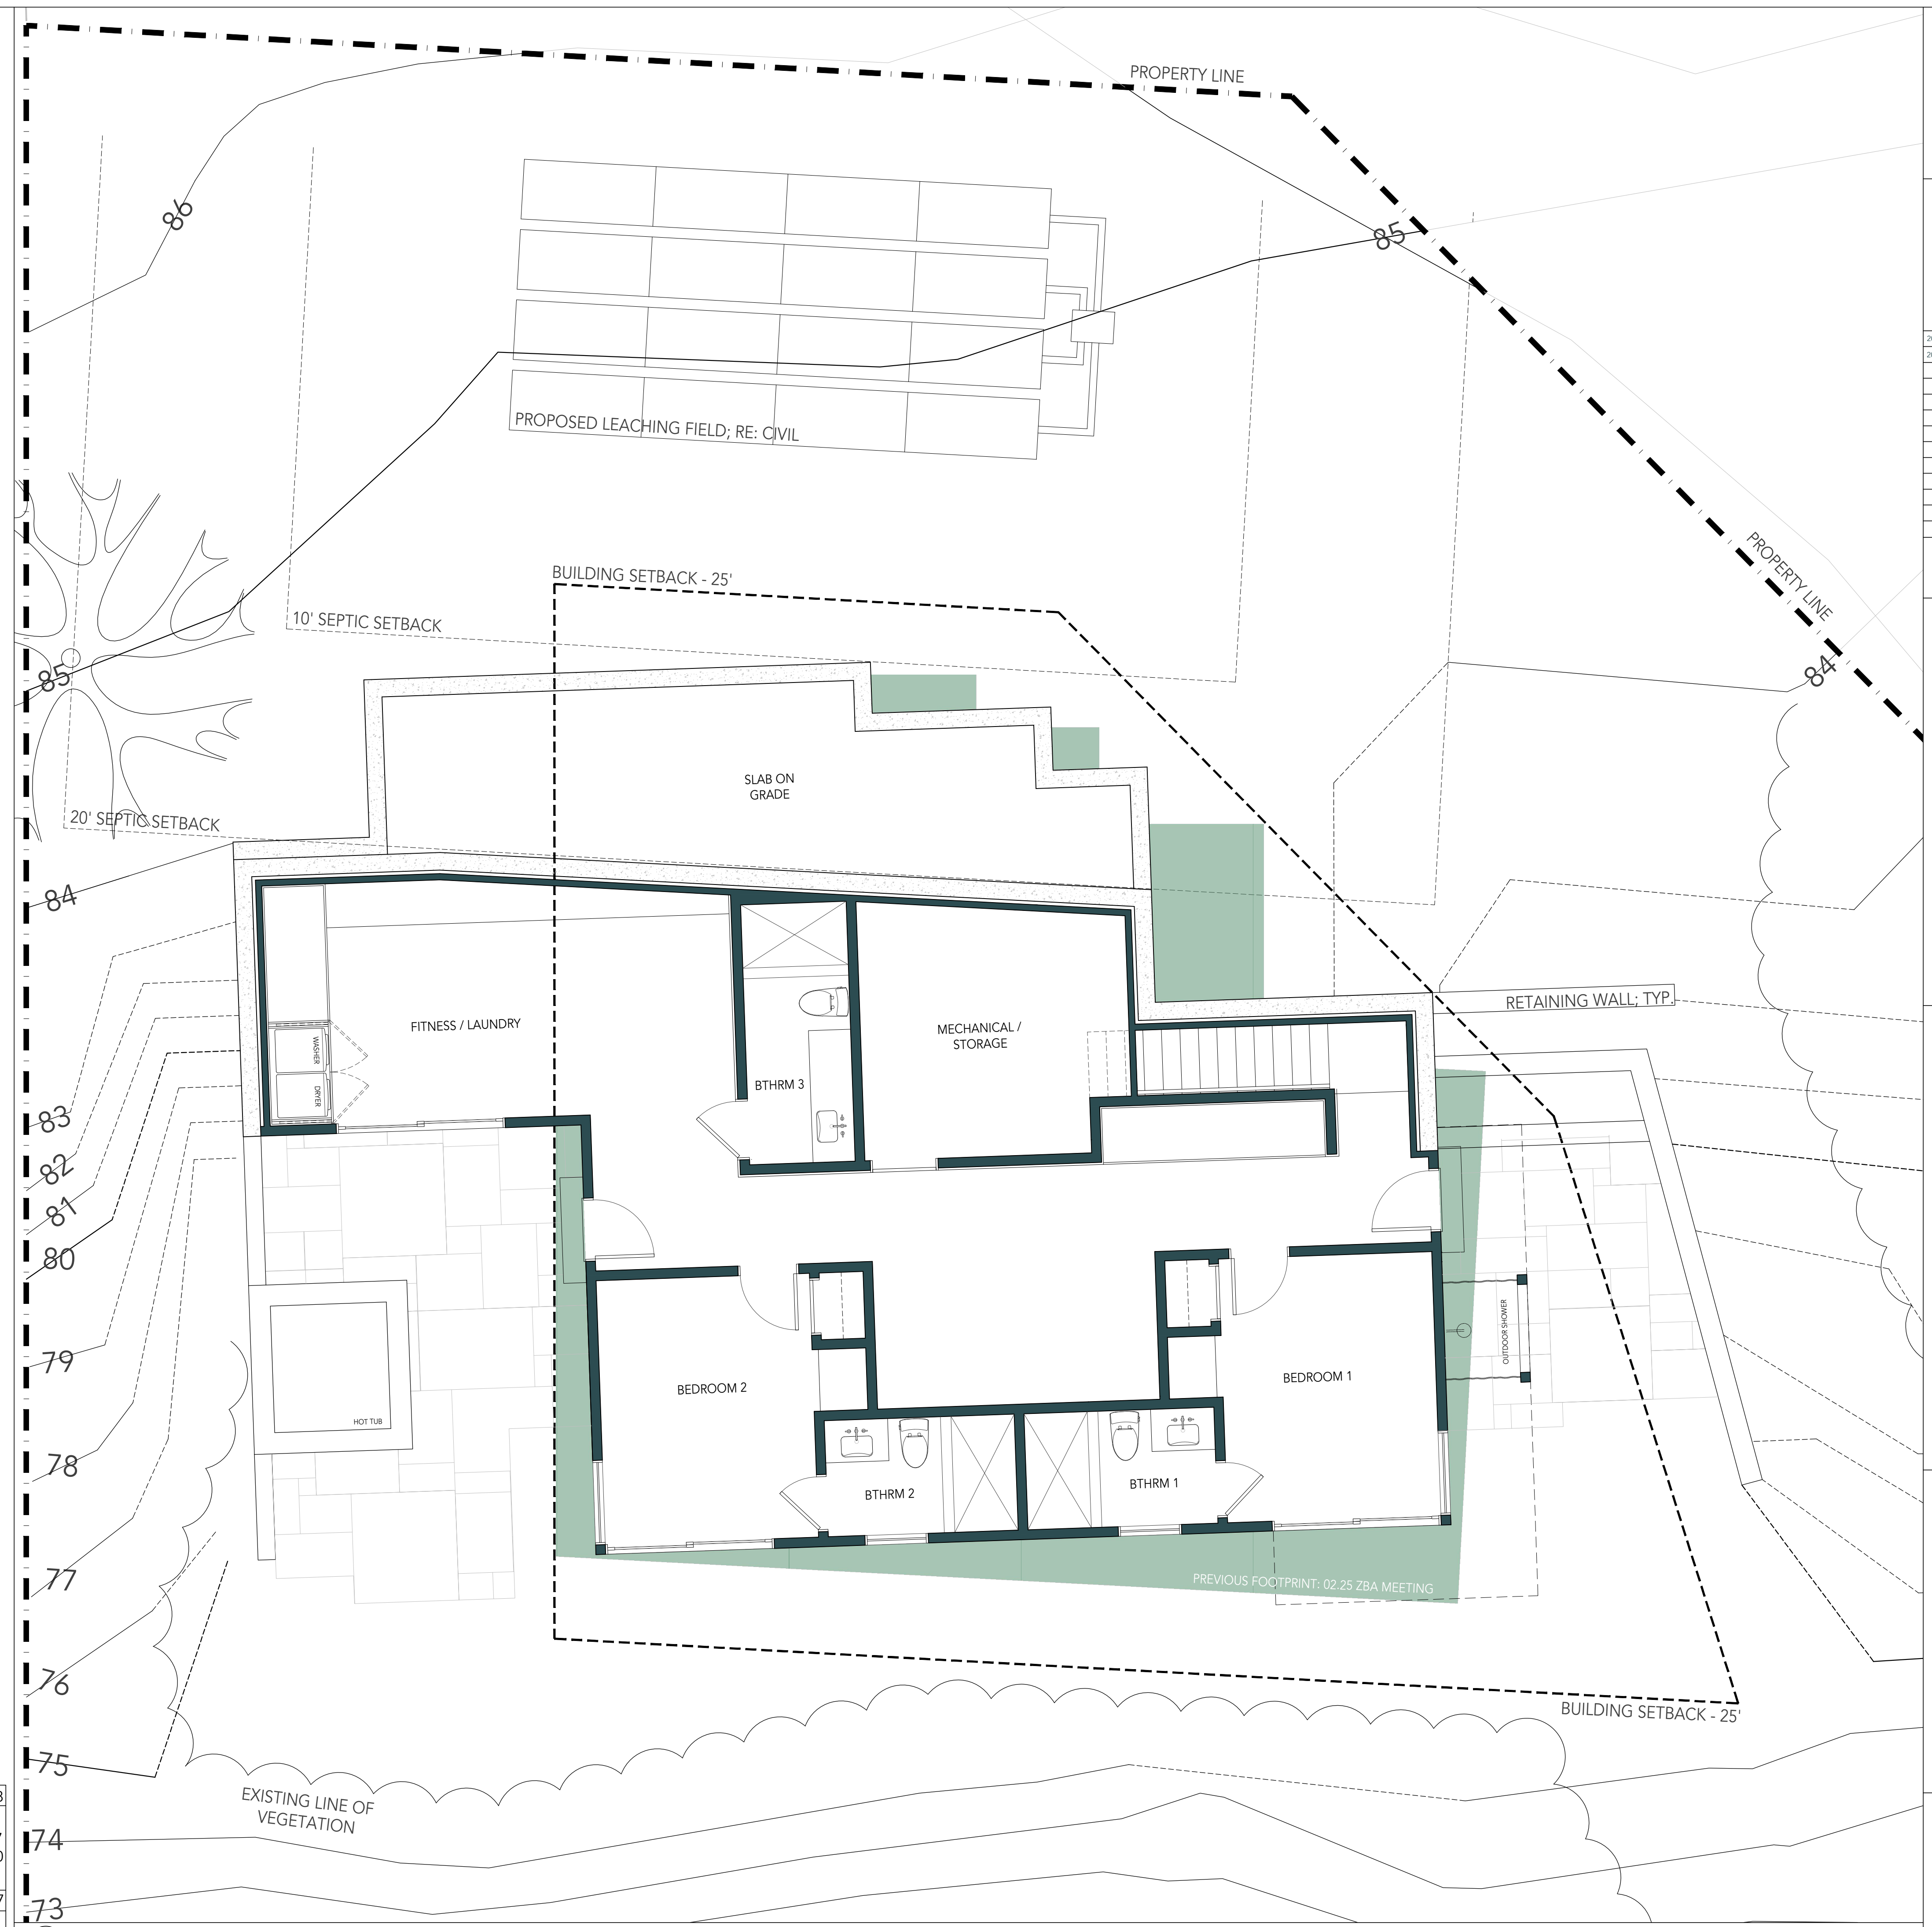 PROPERTY LINE
86
85
PROPOSED LEACHING FIELD; RE: CIVIL
PROPERTY LINE
BUILDING SETBACK - 25'
10' SEPTIC SETBACK
85
84
SLAB ON
GRADE
20' SEPTIC SETBACK
84
RETAINING WALL; TYP.
FITNESS / LAUNDRY
MECHANICAL /
STORAGE
WASHER
DRYER
BTHRM 3
83
82
81
80
79
78
77
76
75
74
73
OUTDOOR SHOWER
BEDROOM 2
BEDROOM 1
HOT TUB
BTHRM 2
BTHRM 1
PREVIOUS FOOTPRINT: 02.25 ZBA MEETING
BUILDING SETBACK - 25'
EXISTING LINE OF
VEGETATION